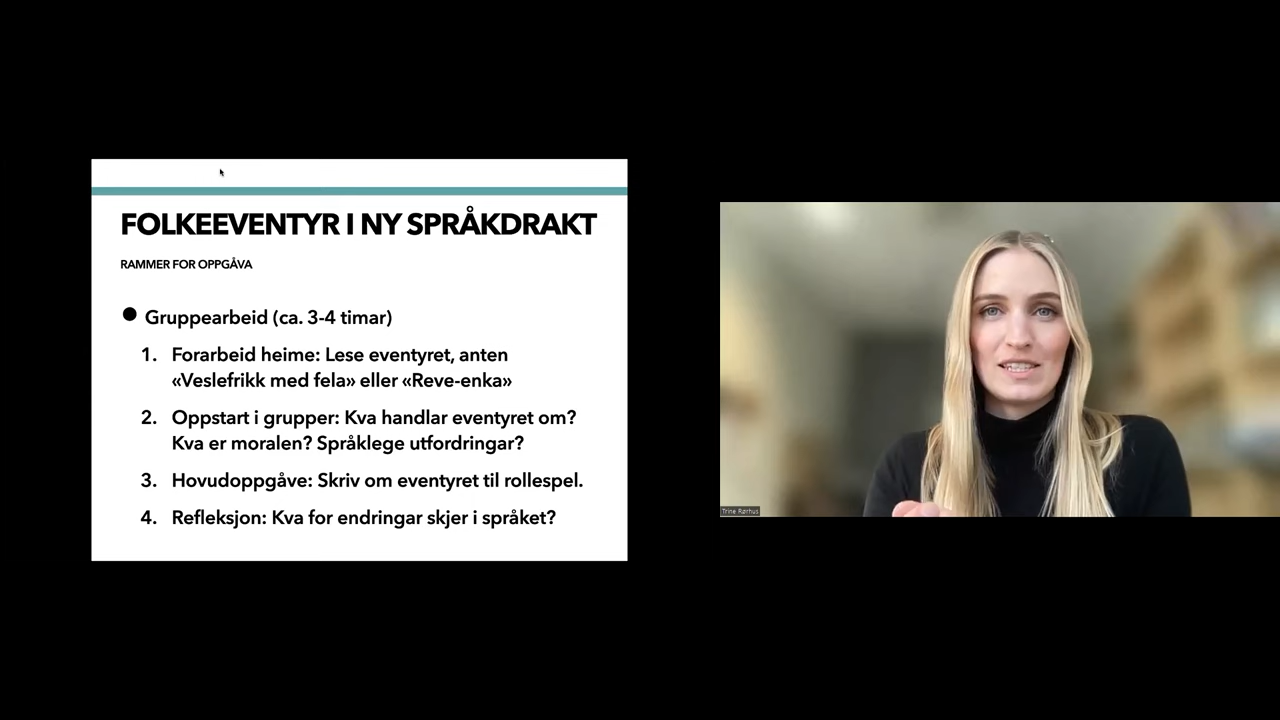 FOLKEEVENTYR I NY SPRÅKDRAKT
RAMMER FOR OPPGÅVA
● Gruppearbeid (ca. 3-4 timar)
1. Forarbeid heime: Lese eventyret, anten
«Veslefrikk med fela» eller «Reve-enka»
2. Oppstart i grupper: Kva handlar eventyret om?
Kva er moralen? Språklege utfordringar?
3. Hovudoppgåve: Skriv om eventyret til rollespel.
4. Refleksjon: Kva for endringar skjer i språket?
Trine Rørhus